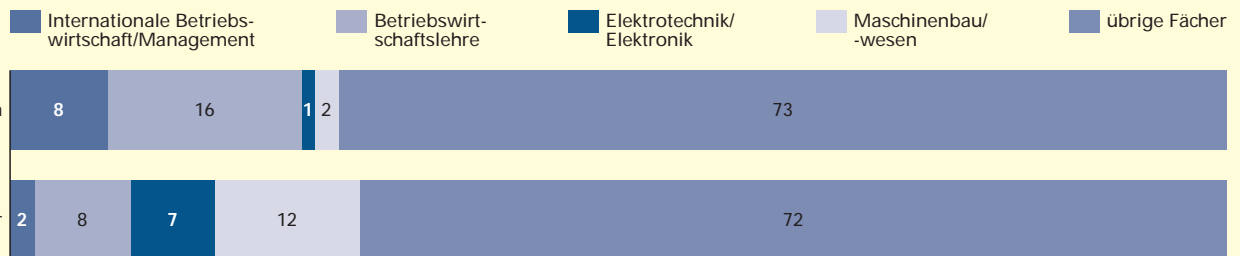 Internationale Betriebs-
wirtschaft/Management
Betriebswirt-
schaftslehre
Elektrotechnik/
Elektronik
Maschinenbau/
-wesen
übrige Fächer
8 16 1 2 73
2 8 7 12 72